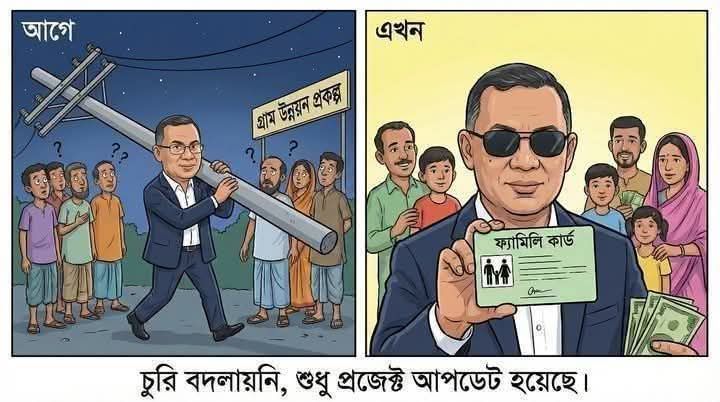 আগে
গ্রাম উন্নয়ন প্রকল্প
? ?? ? ?
এখন
ফ্যামিলি কার্ড
চুরি বদলায়নি, শুধু প্রজেক্ট আপডেট হয়েছে।